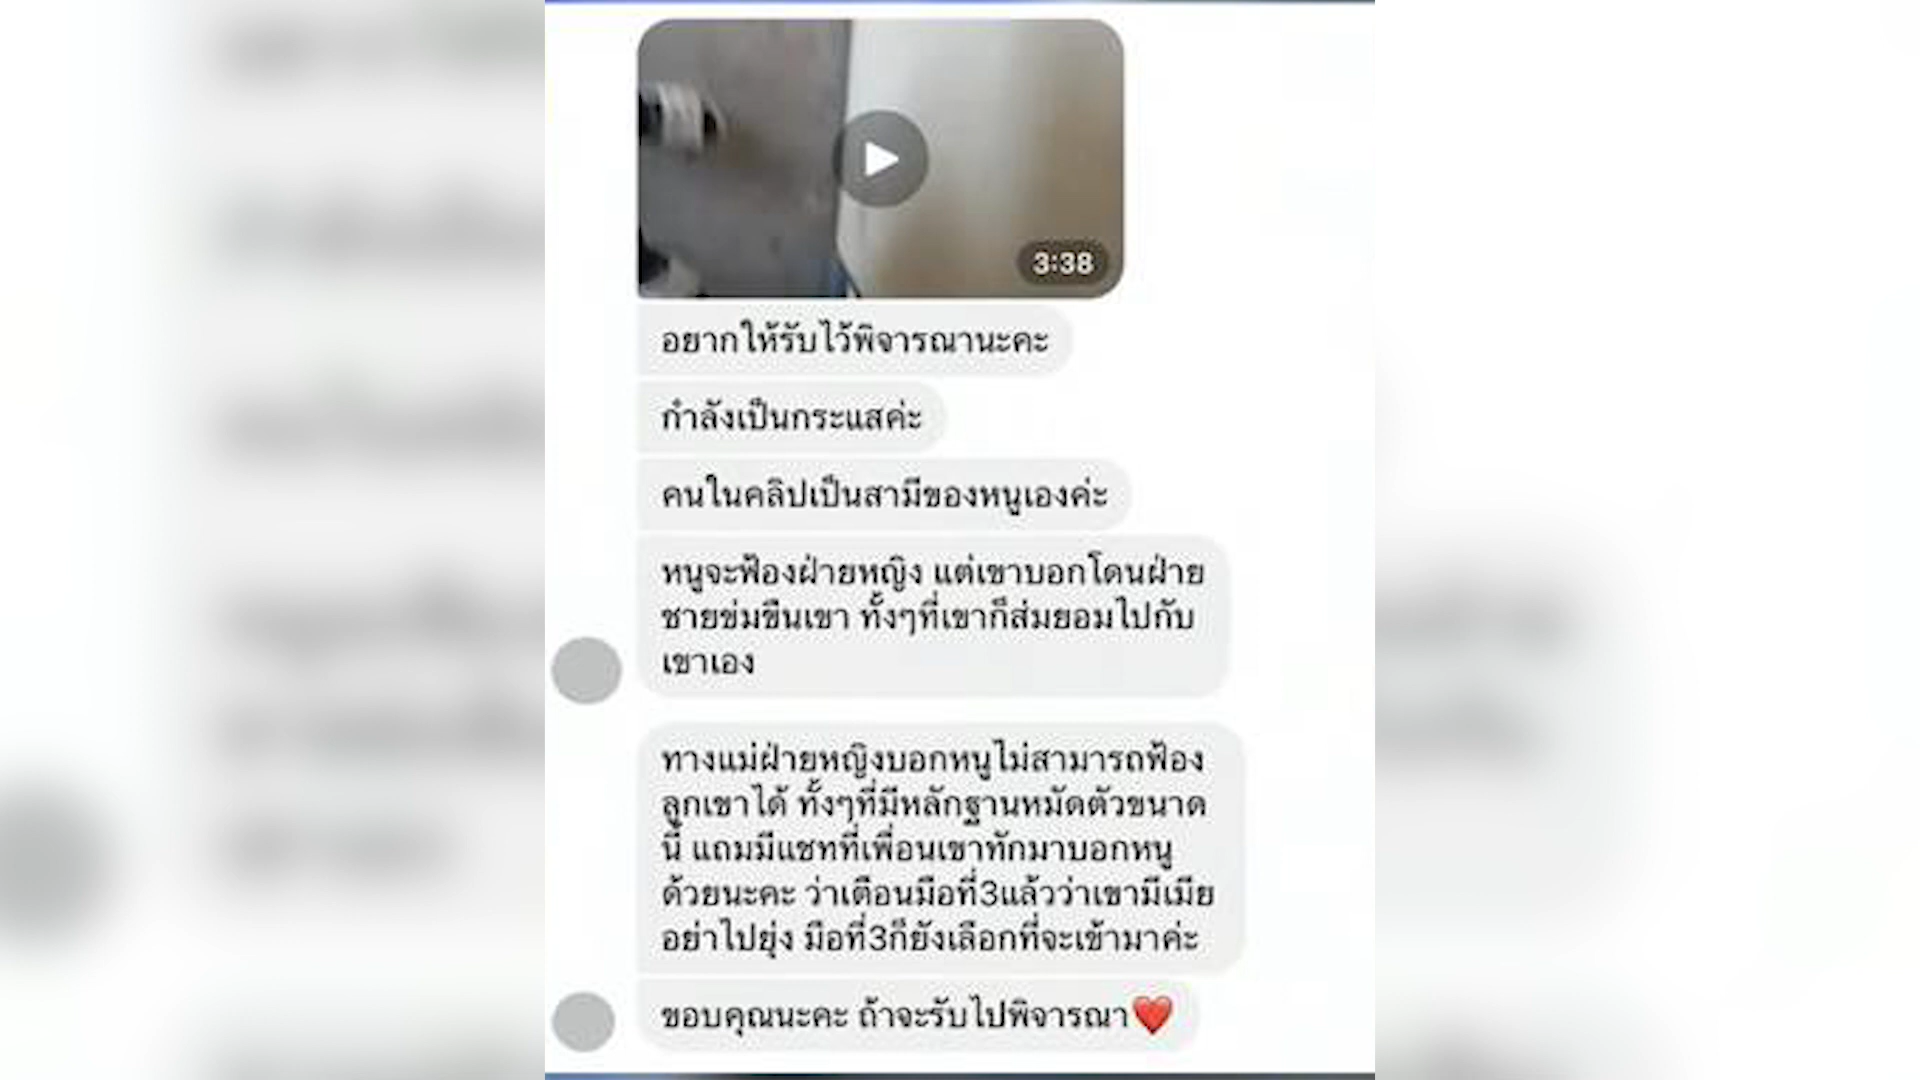 3:38
อยากให้รับไว้พิจารณานะคะ
กำลังเป็นกระแสค่ะ
คนในคลิปเป็นสามีของหนูเองค่ะ
หนูจะฟ้องฝ่ายหญิง แต่เขาบอกโดนฝ่าย
ชายข่มขืนเขา ทั้งๆที่เขาก็ส่มยอมไปกับ
เขาเอง
ทางแม่ฝ่ายหญิงบอกหนูไม่สามารถฟ้อง
ลูกเขาได้ ทั้งๆที่มีหลักฐานหมัดตัวขนาด
นี้ แถมมีแชทที่เพื่อนเขาทักมาบอกหนู
ด้วยนะคะ ว่าเตือนมือที่3แล้วว่าเขามีเมีย
อย่าไปยุ่ง มือที่3ก็ยังเลือกที่จะเข้ามาค่ะ
ขอบคุณนะคะ ถ้าจะรับไปพิจารณา❤️